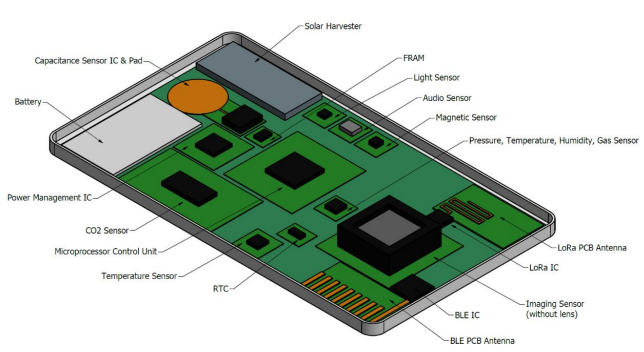 Solar Harvester
Capacitance Sensor IC & Pad
FRAM
Light Sensor
Battery
Audio Sensor
Magnetic Sensor
Pressure, Temperature, Humidity, Gas Sensor
Power Management IC
CO2 Sensor
Microprocessor Control Unit
LoRa PCB Antenna
LoRa IC
Temperature Sensor
RTC
Imaging Sensor
(without lens)
BLE IC
BLE PCB Antenna